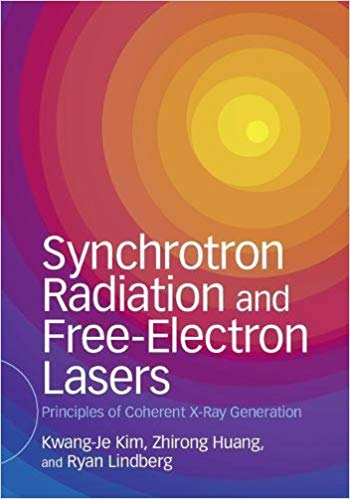 Synchrotron
Radiation and
Free-Electron
Lasers
Principles of Coherent X-Ray Generation
Kwang-Je Kim, Zhirong Huang,
and Ryan Lindberg